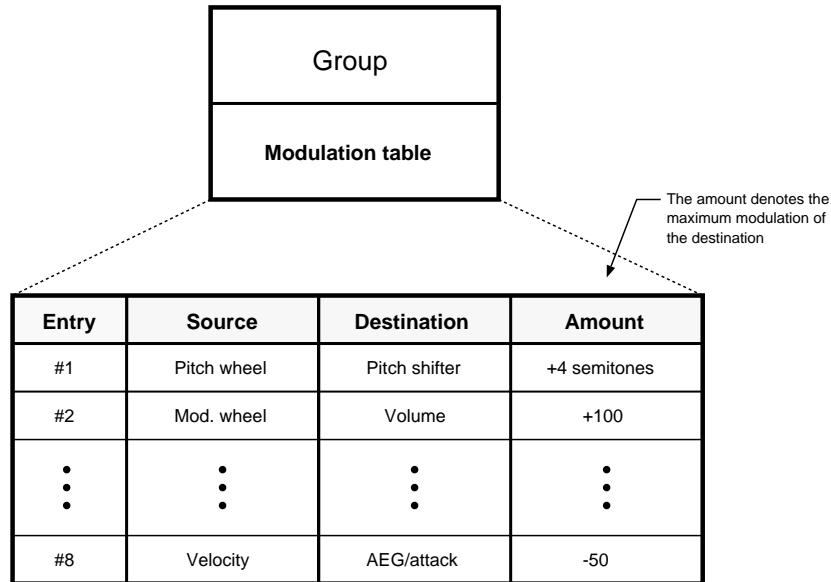 Group
Modulation table
The amount denotes the
maximum modulation of
the destination
Entry Source Destination Amount
#1 Pitch wheel Pitch shifter +4 semitones
#2 Mod. wheel Volume +100
#8 Velocity AEG/attack -50